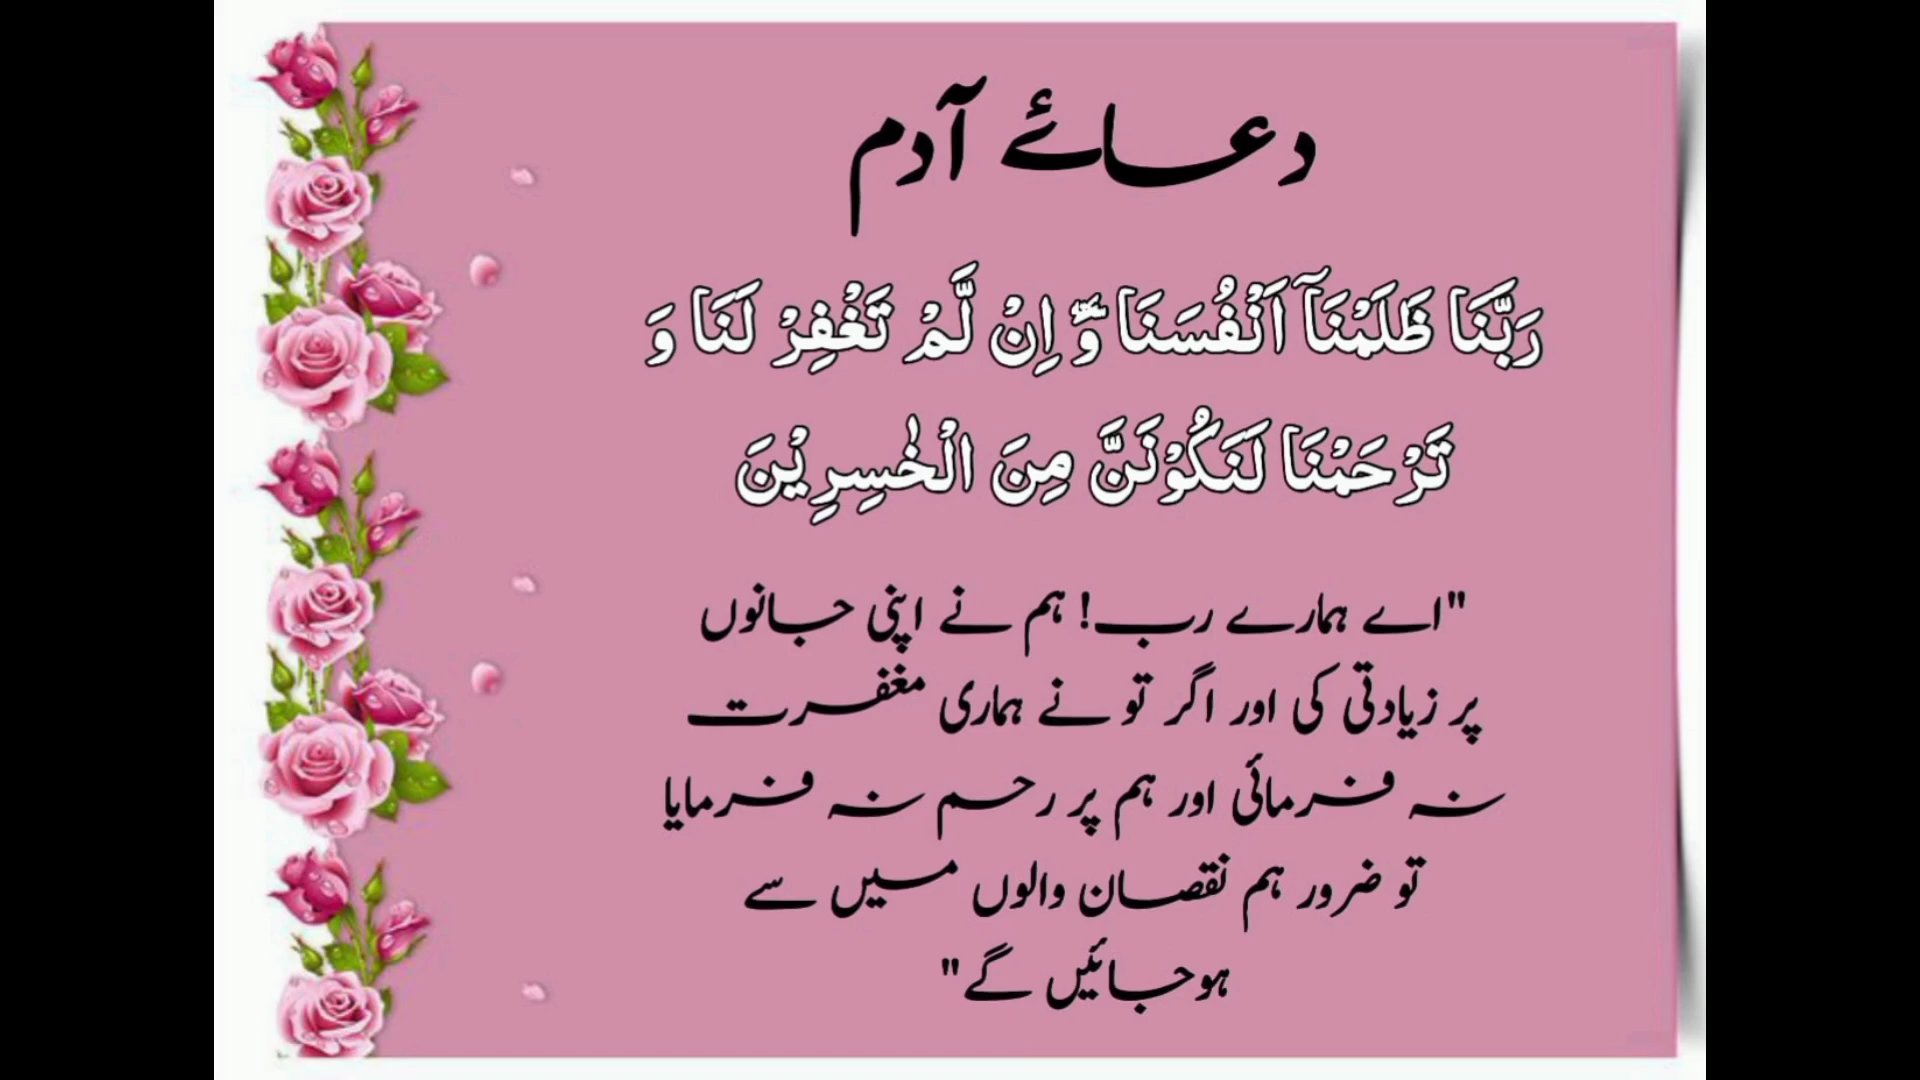 دعائے آدم
رَبَّنَا ظَلَمْنَآ اَنْفُسَنَا وَّ اِنْ لَّمْ تَغْفِرْ لَنَا وَ
تَرْحَمْنَا لَنَكُوْنَنَّ مِنَ الْخٰسِرِیْنَ
"اے ہمارے رب! ہم نے اپنی جانوں
پر زیادتی کی اور اگر تو نے ہماری مغفرت
نہ فرمائی اور ہم پر رحم نہ فرمایا
تو ضرور ہم نقصان والوں میں سے
ہوجائیں گے"